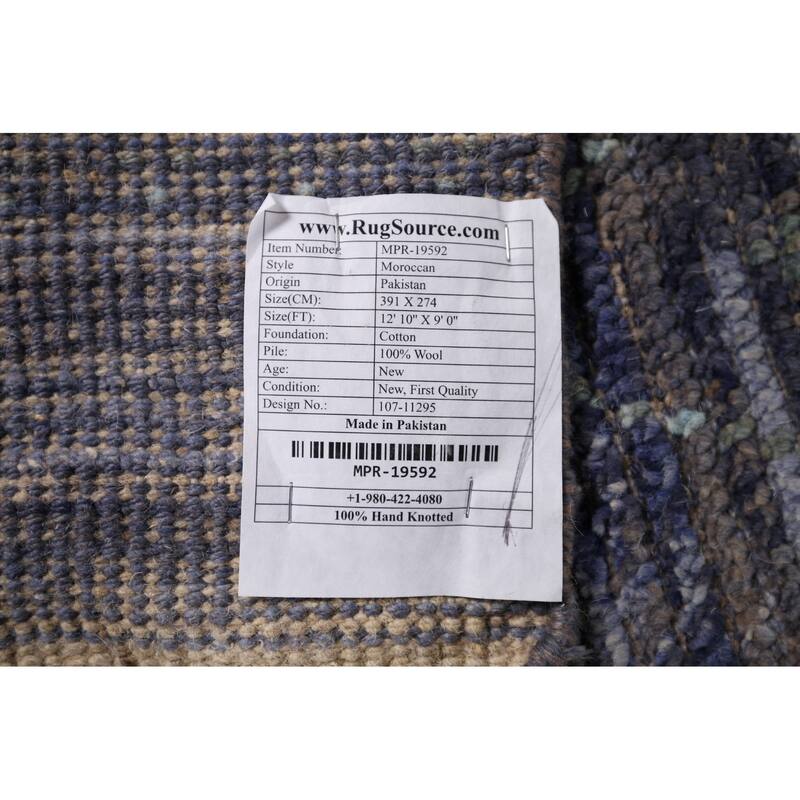 www.RugSource.com
Item Number: MPR-19592
Style Moroccan
Origin Pakistan
Size(CM): 391 X 274
Size(FT): 12' 10" X 9' 0"
Foundation: Cotton
Pile: 100% Wool
Age: New
Condition: New, First Quality
Design No.: 107-11295
Made in Pakistan
MPR-19592
+1-980-422-4080
100% Hand Knotted